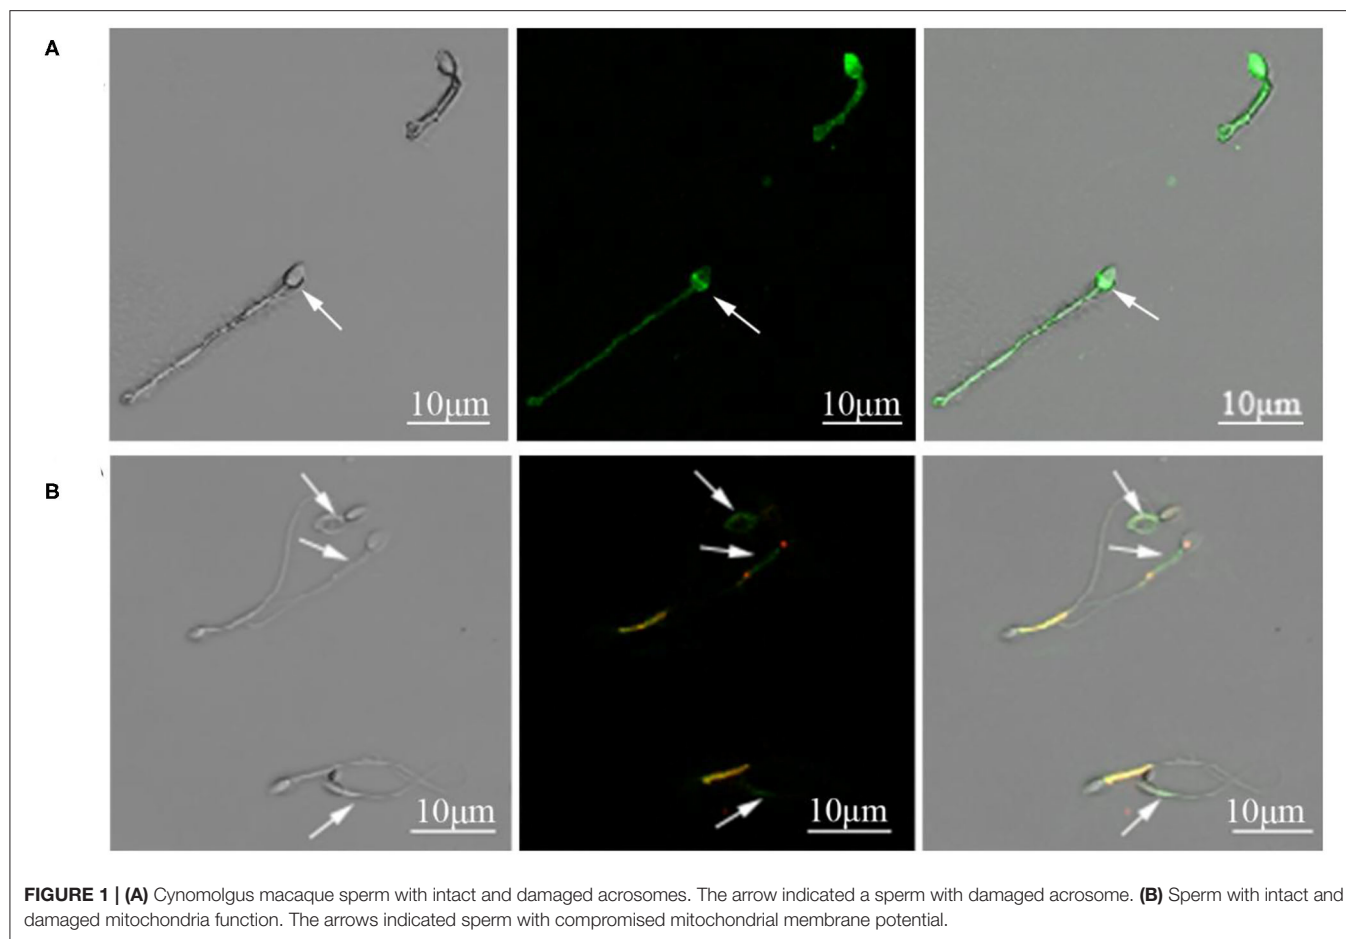 A
10μm
10μm
10μm
B
10μm
10μm
10μm
FIGURE 1 | (A) Cynomolgus macaque sperm with intact and damaged acrosomes. The arrow indicated a sperm with damaged acrosome. (B) Sperm with intact and
damaged mitochondria function. The arrows indicated sperm with compromised mitochondrial membrane potential.